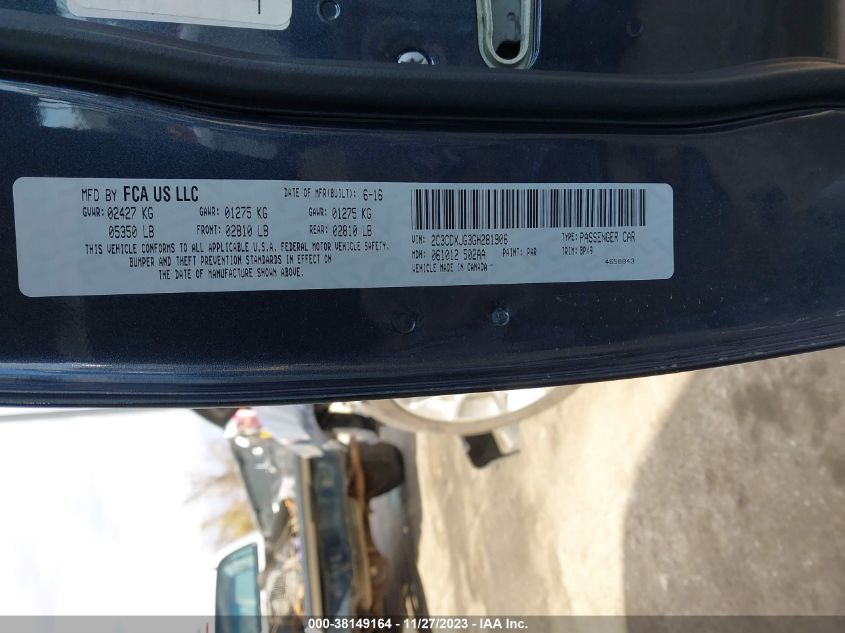 MFD BY FCA US LLC DATE OF MFR(BUILT): 6-16
GVWR: 02427 KG GAWR: 01275 KG GAWR: 01275 KG
05350 LB FRONT: 02810 LB REAR: 02810 LB
THIS VEHICLE CONFORMS TO ALL APPLICABLE U.S.A. FEDERAL MOTOR VEHICLE SAFETY,
BUMPER AND THEFT PREVENTION STANDARDS IN EFFECT ON
THE DATE OF MANUFACTURE SHOWN ABOVE.
VIN: 2C3CDXJG3GH281906 TYPE: PASSENGER CAR
MDH: 061012 502AA PAINT: PAR TRIM: BPX9
VEHICLE MADE IN CANADA 4658843
000-38149164 - 11/27/2023 - IAA Inc.